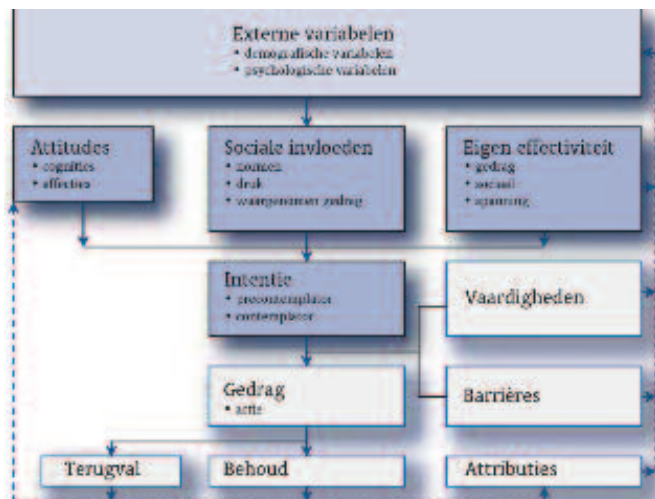 Externe variabelen
• demografische variabelen
• psychologische variabelen
Attitudes
• cognities
• affecties
Sociale invloeden
• normen
• druk
• waargenomen gedrag
Eigen effectiviteit
• gedrag
• sociaal
• spanning
Intentie
• precontemplator
• contemplator
Vaardigheden
Gedrag
• actie
Barrières
Terugval
Behoud
Attributies